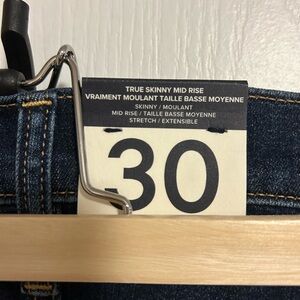 TRUE SKINNY MID RISE
VRAIMENT MOULANT TAILLE BASSE MOYENNE
SKINNY / MOULANT
MID RISE / TAILLE BASSE MOYENNE
STRETCH / EXTENSIBLE
30